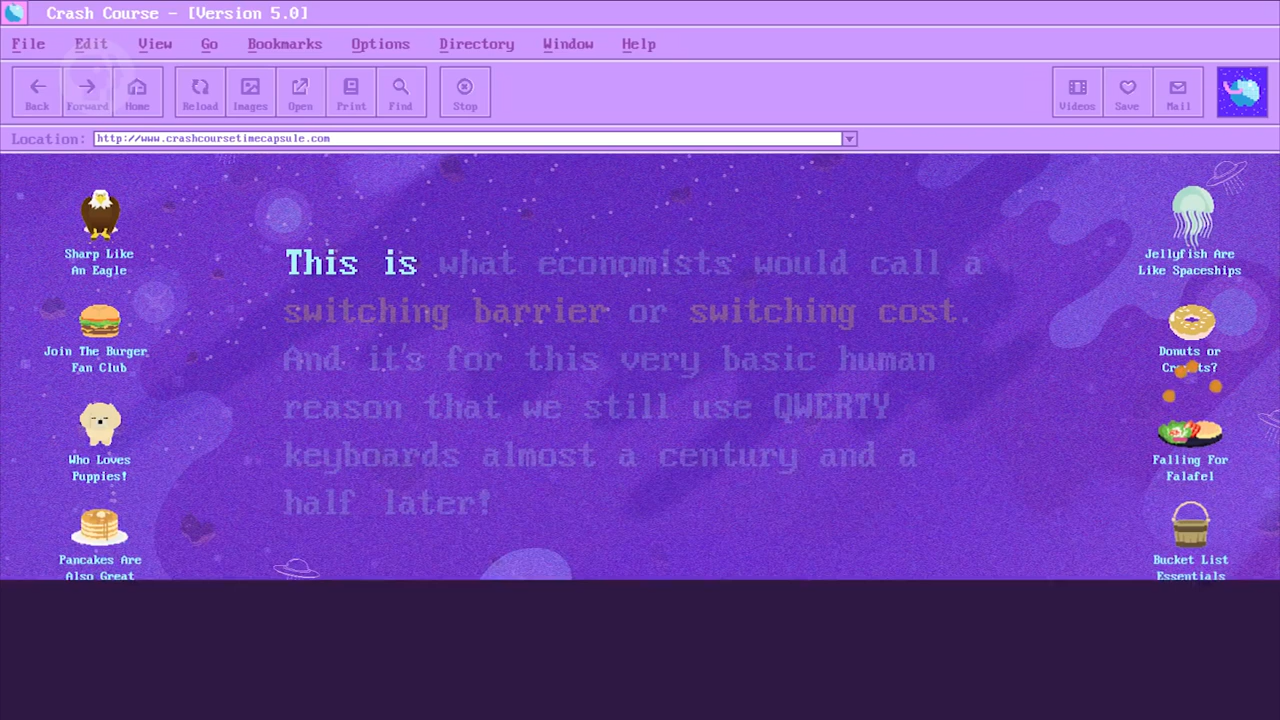 Crash Course - [Version 5.0]
File Edit View Go Bookmarks Options Directory Window Help
Back Forward Home Reload Images Open Print Find Stop Videos Save Mail
Location: http://www.crashcoursetimecapsule.com
Sharp Like
An Eagle
Join The Burger
Fan Club
Who Loves
Puppies!
Pancakes Are
Also Great
This is what economists would call a
switching barrier or switching cost.
And it's for this very basic human
reason that we still use QWERTY
keyboards almost a century and a
half later!
Jellyfish Are
Like Spaceships
Donuts or
Falling For
Falafel
Bucket List
Essentials